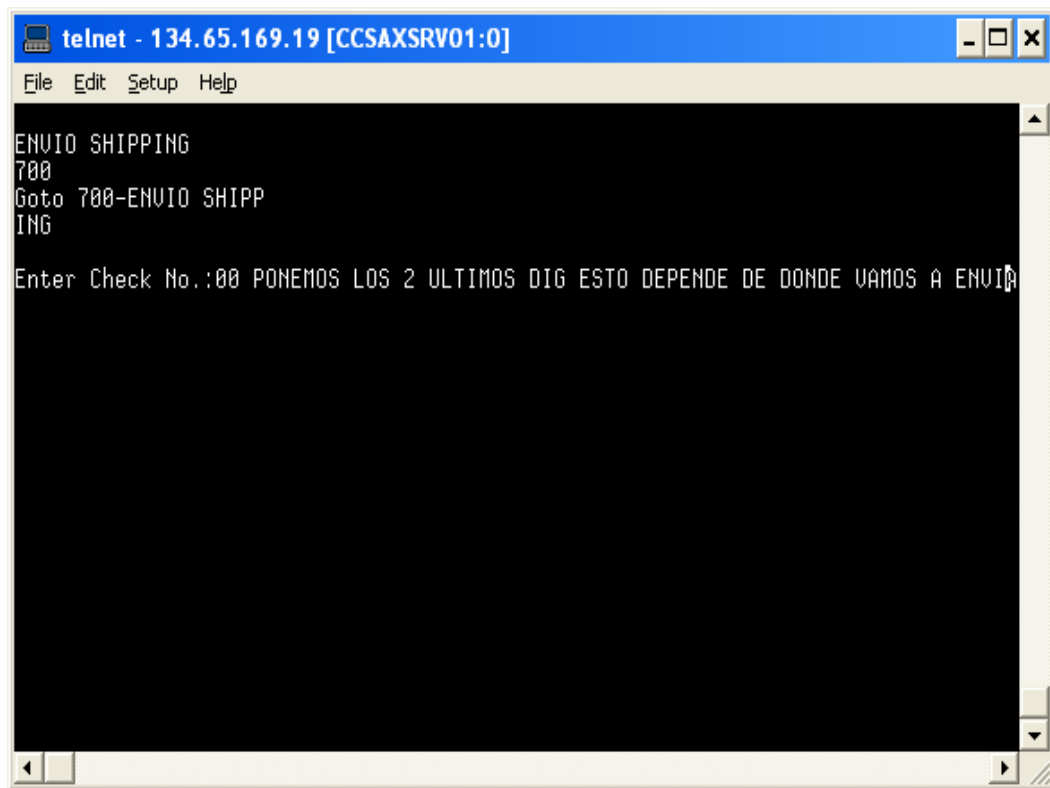 telnet - 134.65.169.19 [CCSAXSRV01:0]
File Edit Setup Help
ENVIO SHIPPING
700
Goto 700-ENVIO SHIPP
ING
Enter Check No.:00 PONEMOS LOS 2 ULTIMOS DIG ESTO DEPENDE DE DONDE VAMOS A ENVIA